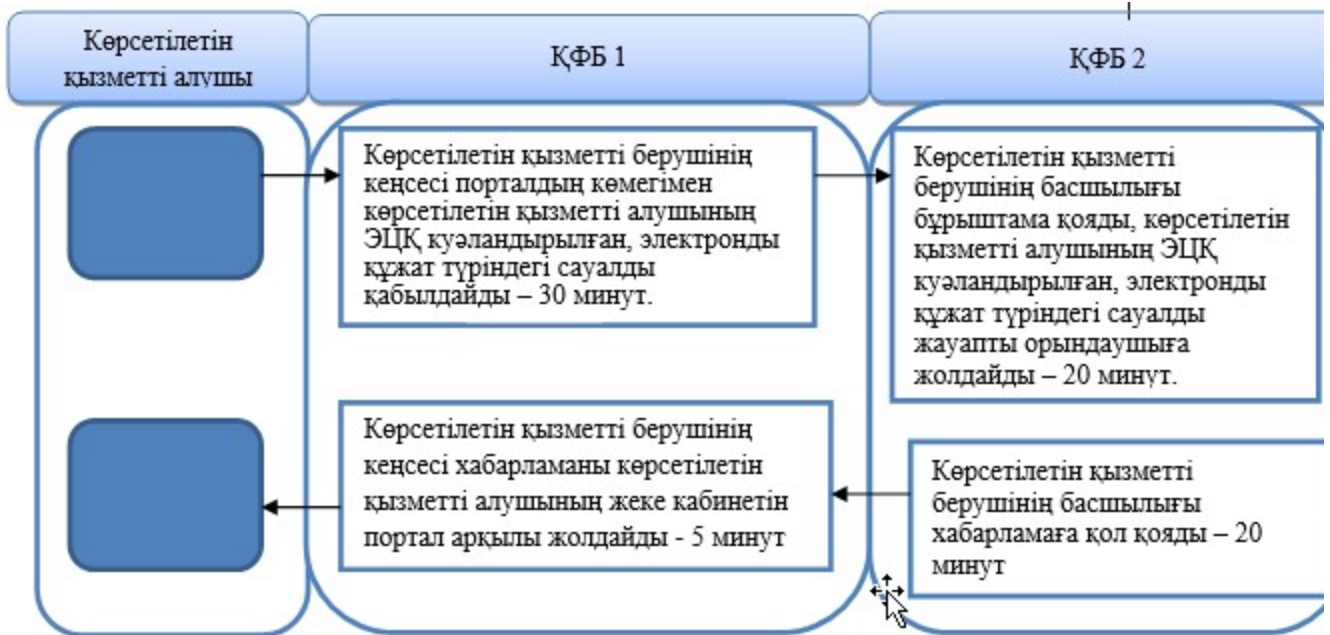 Көрсетілетін
қызметті алушы
ҚФБ 1
ҚФБ 2
Көрсетілетін қызметті берушінің
кеңсесі порталдың көмегімен
көрсетілетін қызметті алушының
ЭЦҚ куәландырылған, электронды
құжат түріндегі сауалды
қабылдайды – 30 минут.
Көрсетілетін қызметті
берушінің басшылығы
бұрыштама қояды, көрсетілетін
қызметті алушының ЭЦҚ
куәландырылған, электронды
құжат түріндегі сауалды
жауапты орындаушыға
жолдайды – 20 минут.
Көрсетілетін қызметті берушінің
кеңсесі хабарламаны көрсетілетін
қызметті алушының жеке кабинетін
портал арқылы жолдайды - 5 минут
Көрсетілетін қызметті
берушінің басшылығы
хабарламаға қол қояды – 20
минут